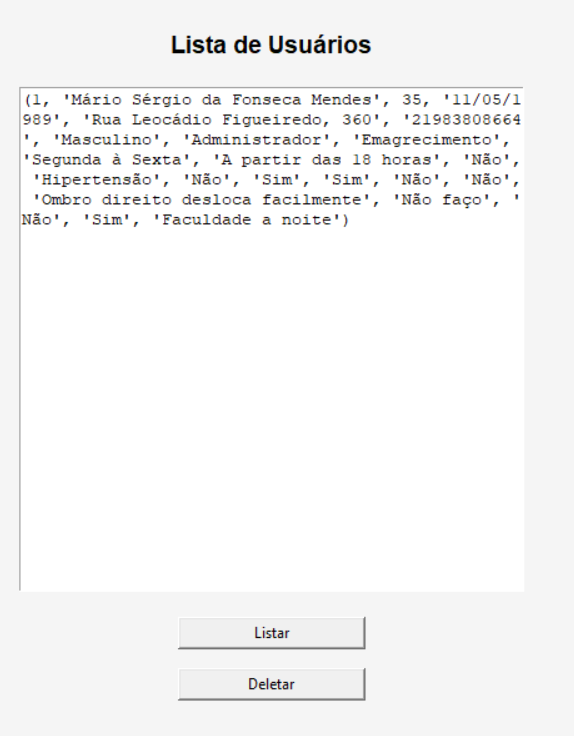 Lista de Usuários
(1, 'Mário Sérgio da Fonseca Mendes', 35, '11/05/1
989', 'Rua Leocádio Figueiredo, 360', '21983808664
', 'Masculino', 'Administrador', 'Emagrecimento',
'Segunda à Sexta', 'A partir das 18 horas', 'Não',
'Hipertensão', 'Não', 'Sim', 'Sim', 'Não', 'Não',
'Ombro direito desloca facilmente', 'Não faço', '
Não', 'Sim', 'Faculdade a noite')
Listar
Deletar